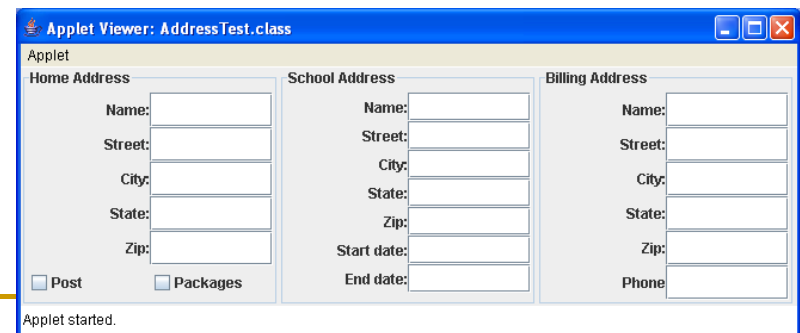 Applet Viewer: AddressTest.class
Applet
Home Address
Name:
Street:
City:
State:
Zip:
Post
Packages
School Address
Name:
Street:
City:
State:
Zip:
Start date:
End date:
Billing Address
Name:
Street:
City:
State:
Zip:
Phone
Applet started.